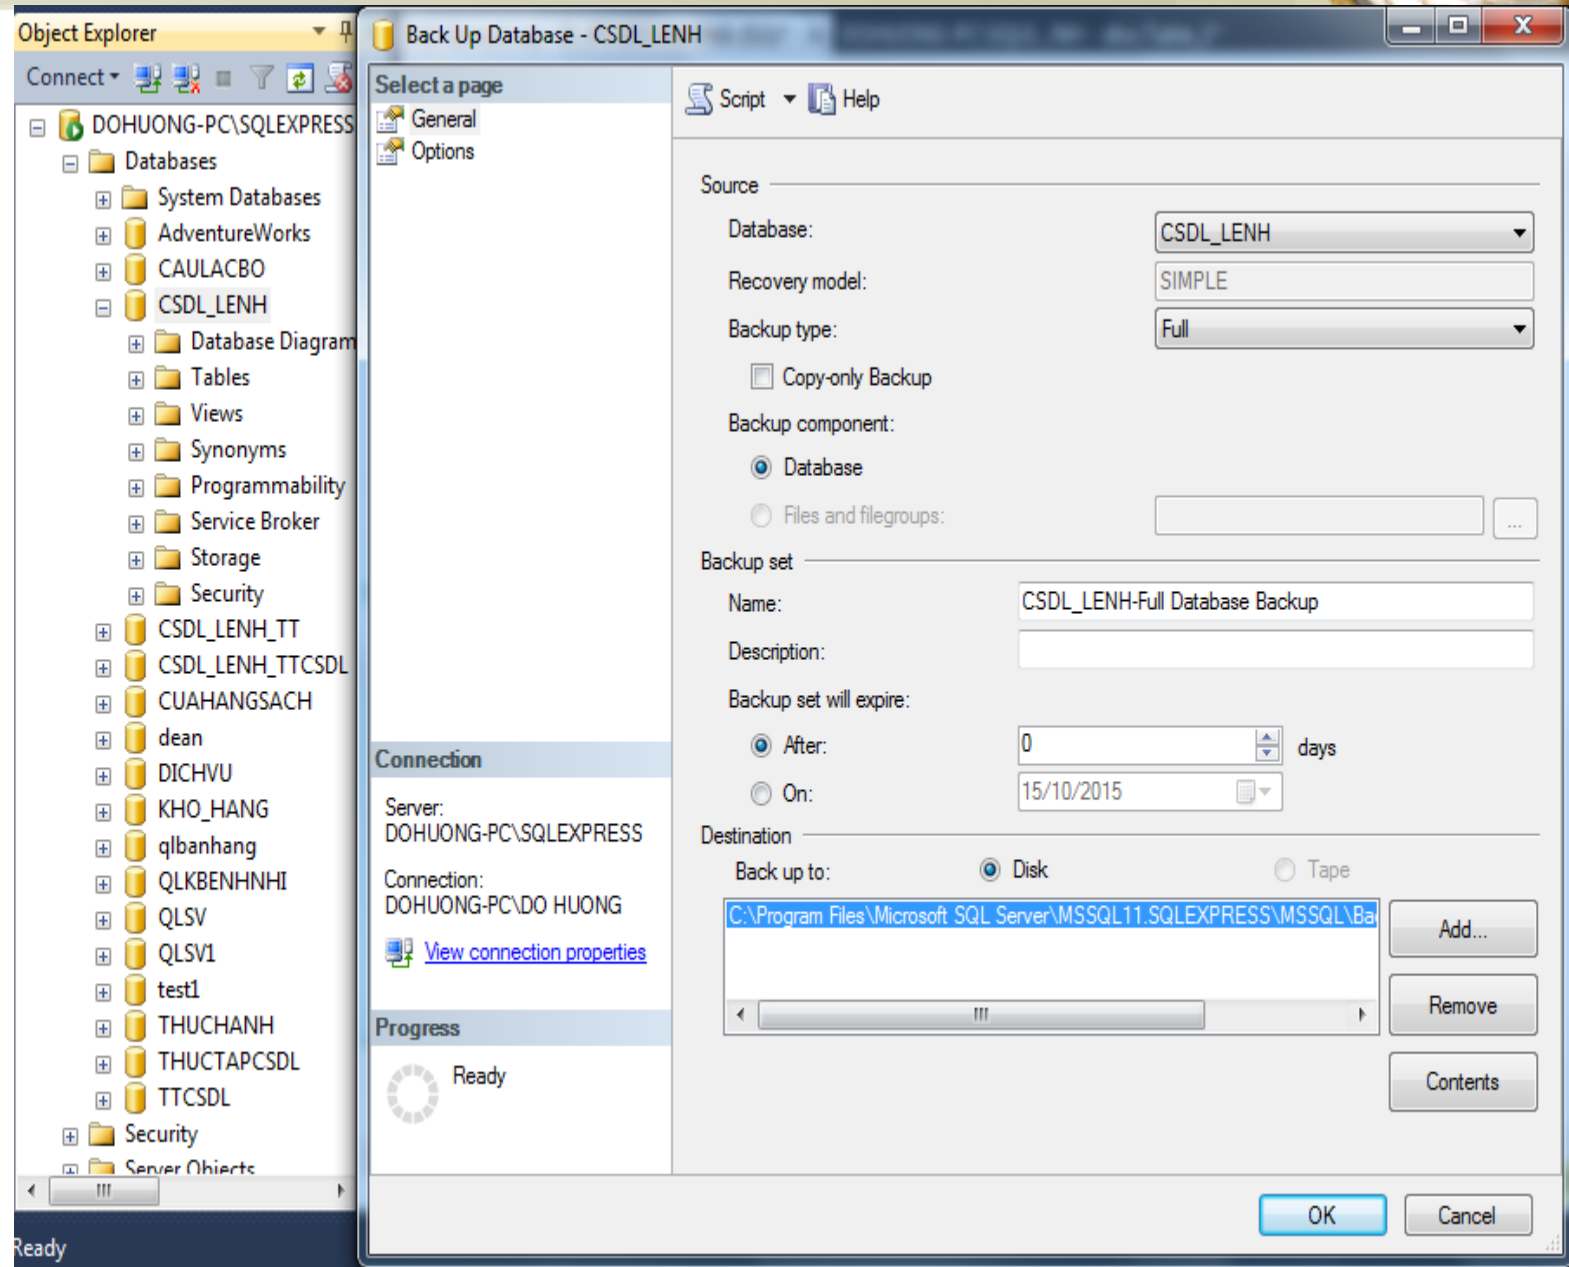 Object Explorer
Connect
DOHUONG-PC\SQLEXPRESS
Databases
System Databases
AdventureWorks
CAULACBO
CSDL_LENH
Database Diagram
Tables
Views
Synonyms
Programmability
Service Broker
Storage
Security
CSDL_LENH_TT
CSDL_LENH_TTCSDL
CUAHANGSACH
dean
DICHVU
KHO_HANG
qlbanhang
QLKBENHNHI
QLSV
QLSV1
test1
THUCHANH
THUCTAPCSDL
TTCSDL
Security
Server Objects
Ready
Back Up Database - CSDL_LENH
Select a page
General
Options
Connection
Server:
DOHUONG-PC\SQLEXPRESS
Connection:
DOHUONG-PC\DO HUONG
View connection properties
Progress
Ready
Script Help
Source
Database: CSDL_LENH
Recovery model: SIMPLE
Backup type: Full
Copy-only Backup
Backup component:
Database
Files and filegroups: ...
Backup set
Name: CSDL_LENH-Full Database Backup
Description:
Backup set will expire:
After: 0 days
On: 15/10/2015
Destination
Back up to: Disk Tape
C:\Program Files\Microsoft SQL Server\MSSQL11.SQLEXPRESS\MSSQL\Ba
Add...
Remove
Contents
OK Cancel